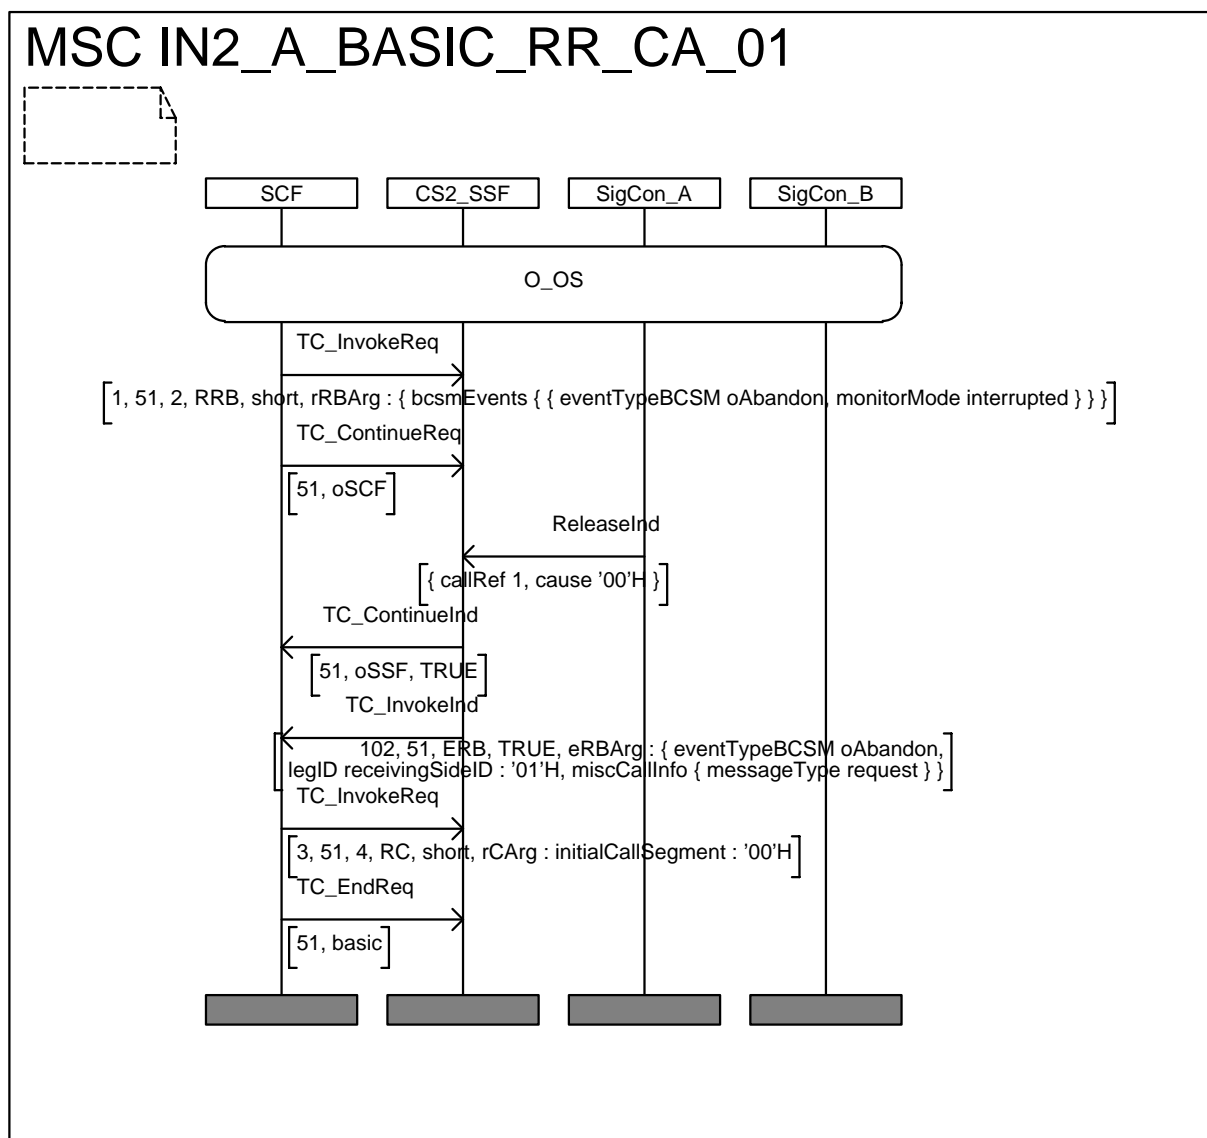 MSC IN2_A_BASIC_RR_CA_01
SCF
CS2_SSF
SigCon_A
SigCon_B
O_OS
TC_InvokeReq
1, 51, 2, RRB, short, rRBArg : { bcsmEvents { { eventTypeBCSM oAbandon, monitorMode interrupted } } }
TC_ContinueReq
51, oSCF
ReleaseInd
{ callRef 1, cause '00'H }
TC_ContinueInd
51, oSSF, TRUE
TC_InvokeInd
102, 51, ERB, TRUE, eRBArg : { eventTypeBCSM oAbandon,
legID receivingSideID : '01'H, miscCallInfo { messageType request } }
TC_InvokeReq
3, 51, 4, RC, short, rCArg : initialCallSegment : '00'H
TC_EndReq
51, basic